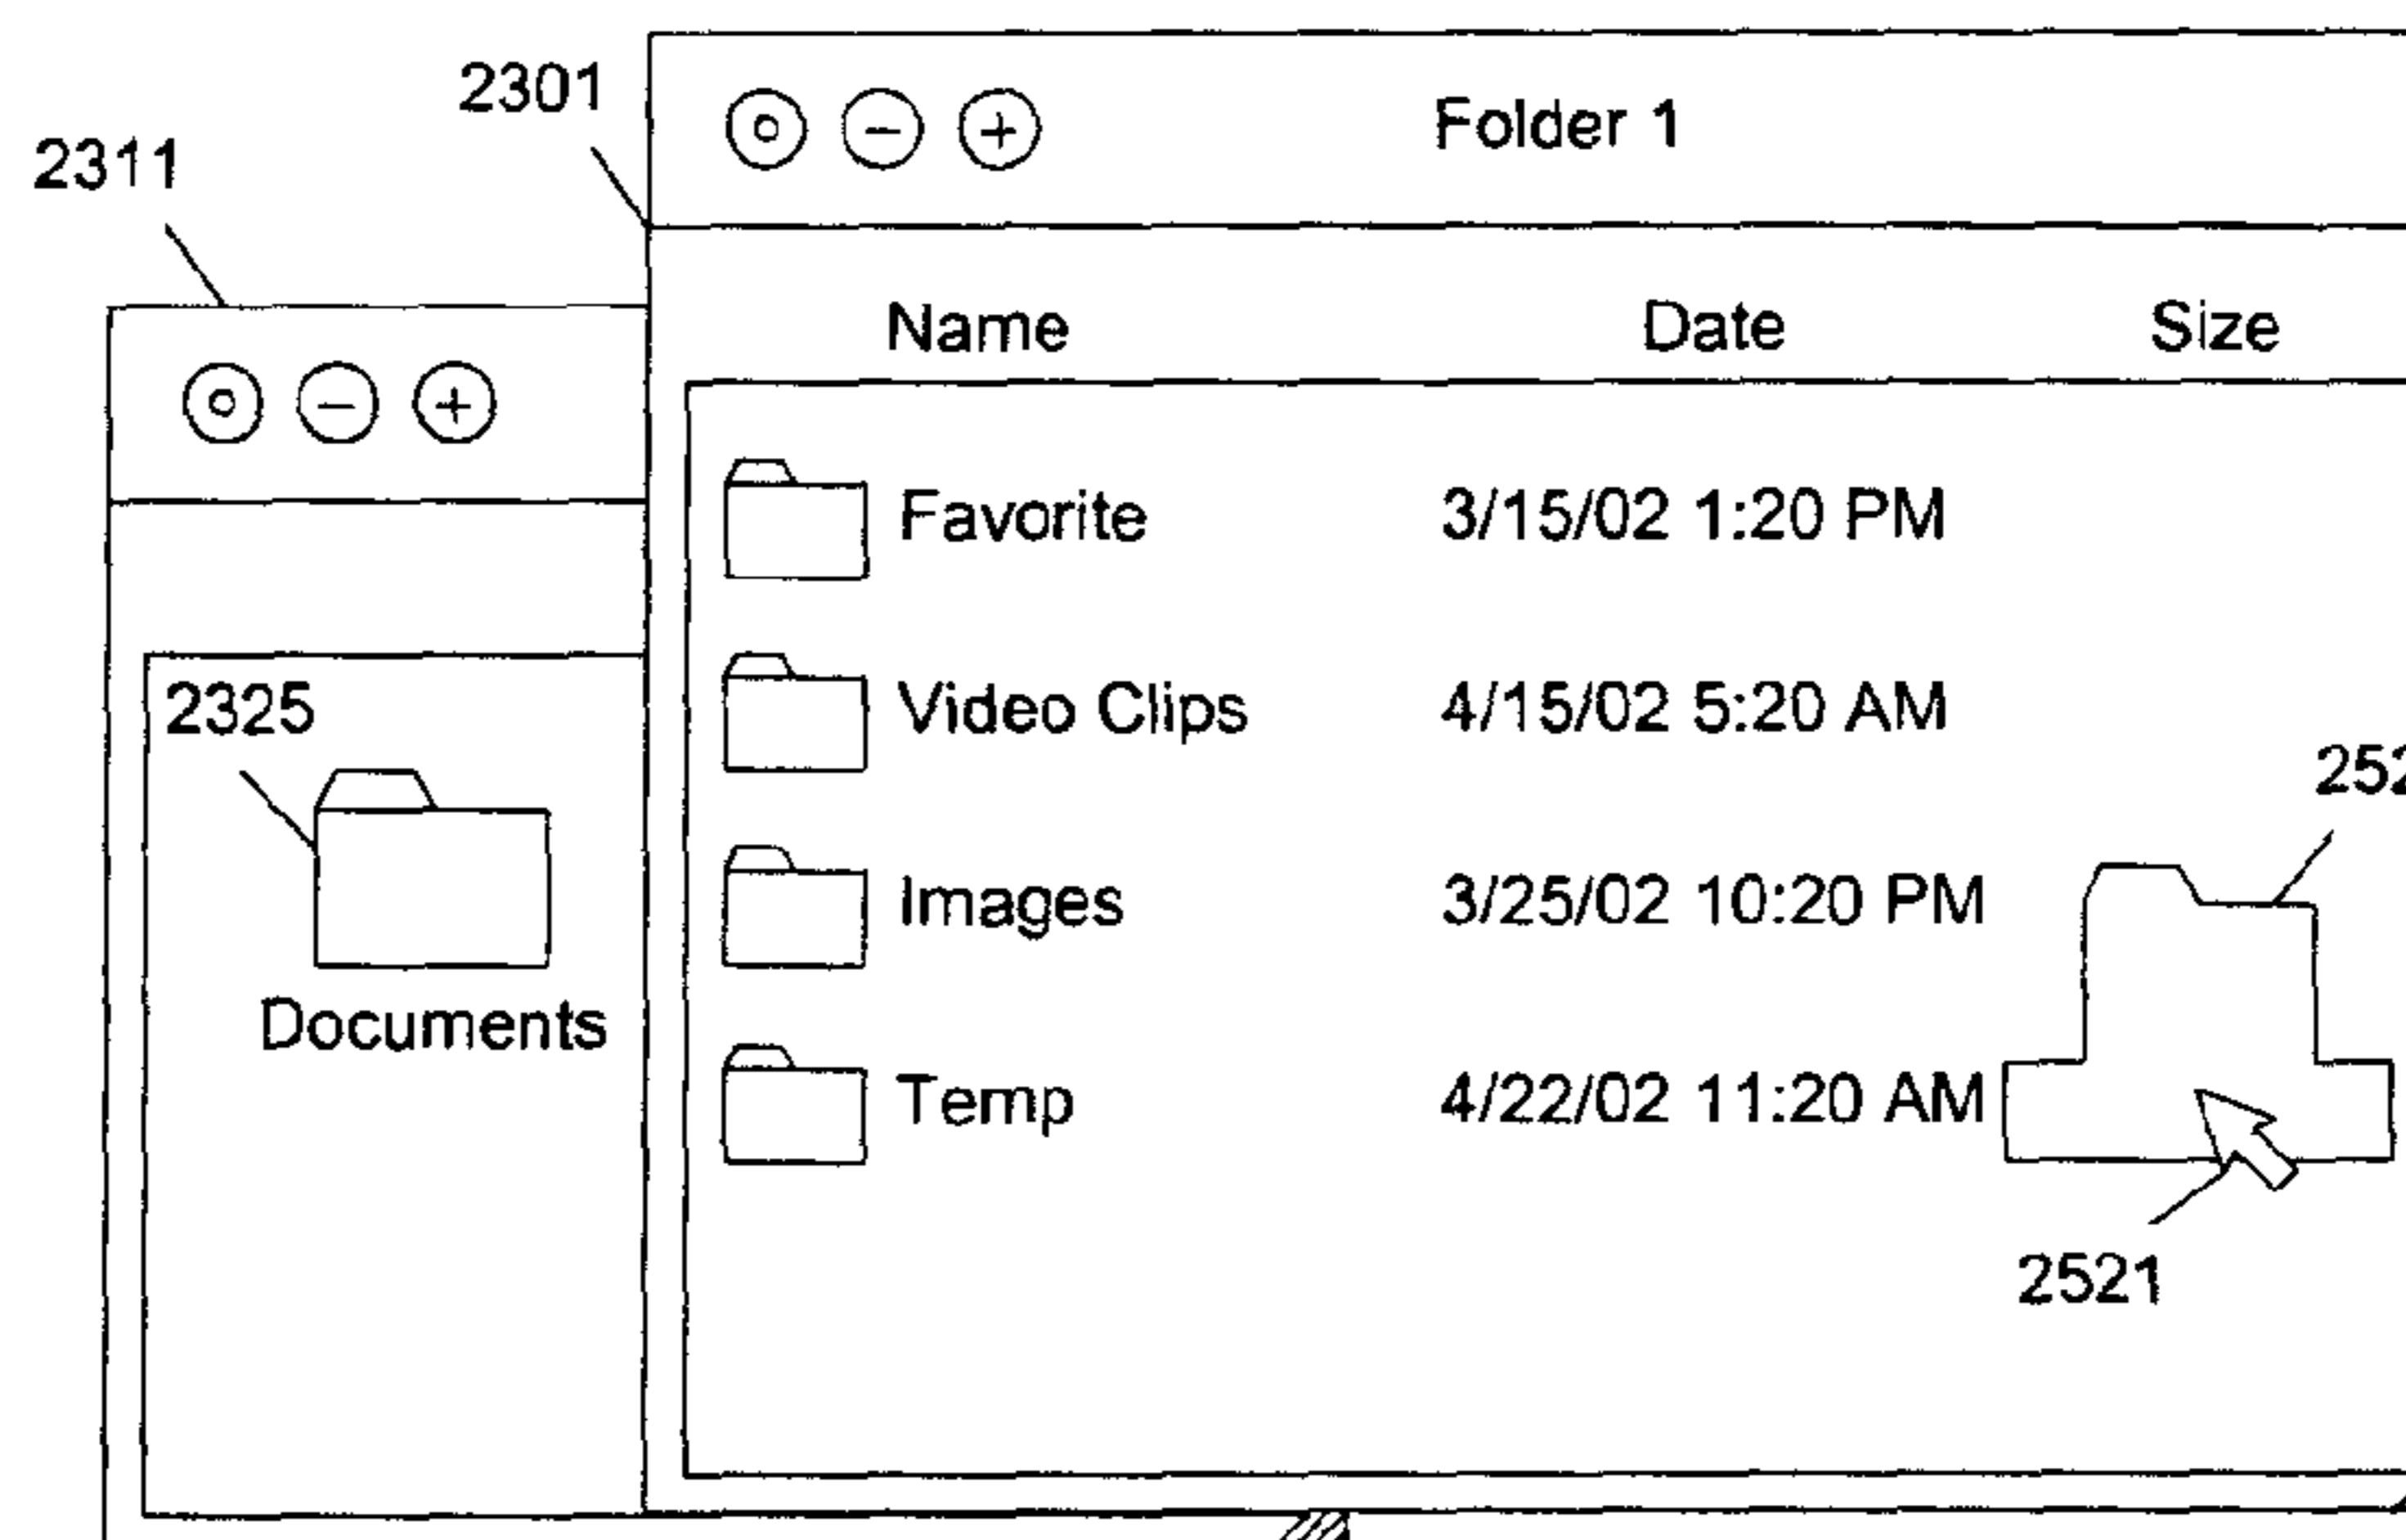 2301
Folder 1
2311
Name Date Size
Favorite 3/15/02 1:20 PM
2325
Video Clips 4/15/02 5:20 AM
Images 3/25/02 10:20 PM
Documents
Temp 4/22/02 11:20 AM
2521